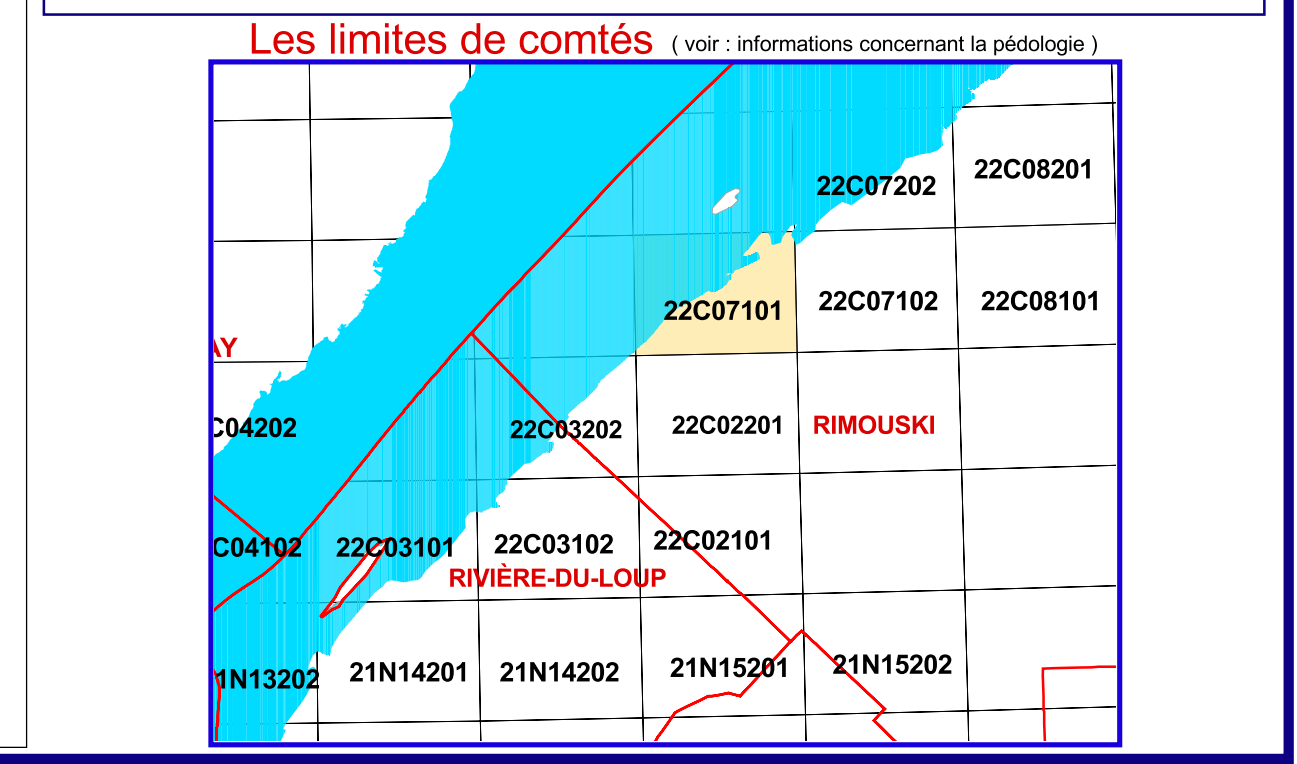 Les limites de comtés ( voir : informations concernant la pédologie )
22C08201
22C07202
22C07101
22C07102
22C08101
AY
C04202
22C03202
22C02201
RIMOUSKI
C04102
22C03101
22C03102
22C02101
RIVIÈRE-DU-LOUP
1N13202
21N14201
21N14202
21N15201
21N15202